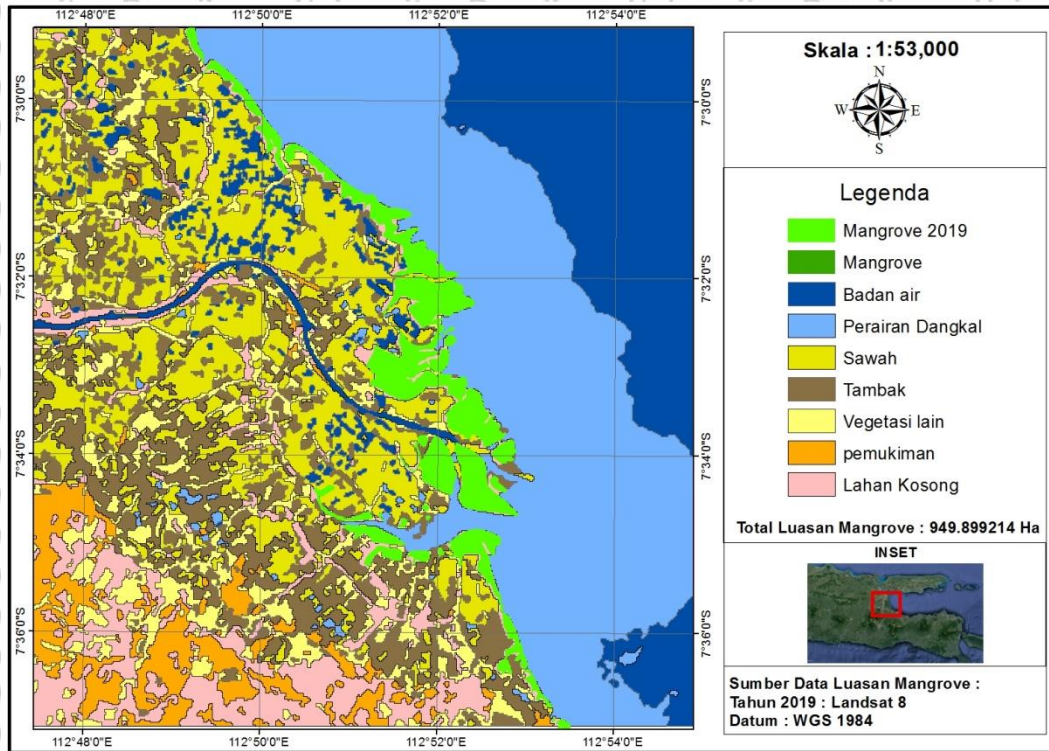 112°48'0"E 112°50'0"E 112°52'0"E 112°54'0"E
7°30'0"S
7°32'0"S
7°34'0"S
7°36'0"S
7°30'0"S
7°32'0"S
7°34'0"S
7°36'0"S
112°48'0"E 112°50'0"E 112°52'0"E 112°54'0"E
Skala : 1:53,000
N
W E
S
Legenda
Mangrove 2019
Mangrove
Badan air
Perairan Dangkal
Sawah
Tambak
Vegetasi lain
pemukiman
Lahan Kosong
Total Luasan Mangrove : 949.899214 Ha
INSET
Sumber Data Luasan Mangrove :
Tahun 2019 : Landsat 8
Datum : WGS 1984